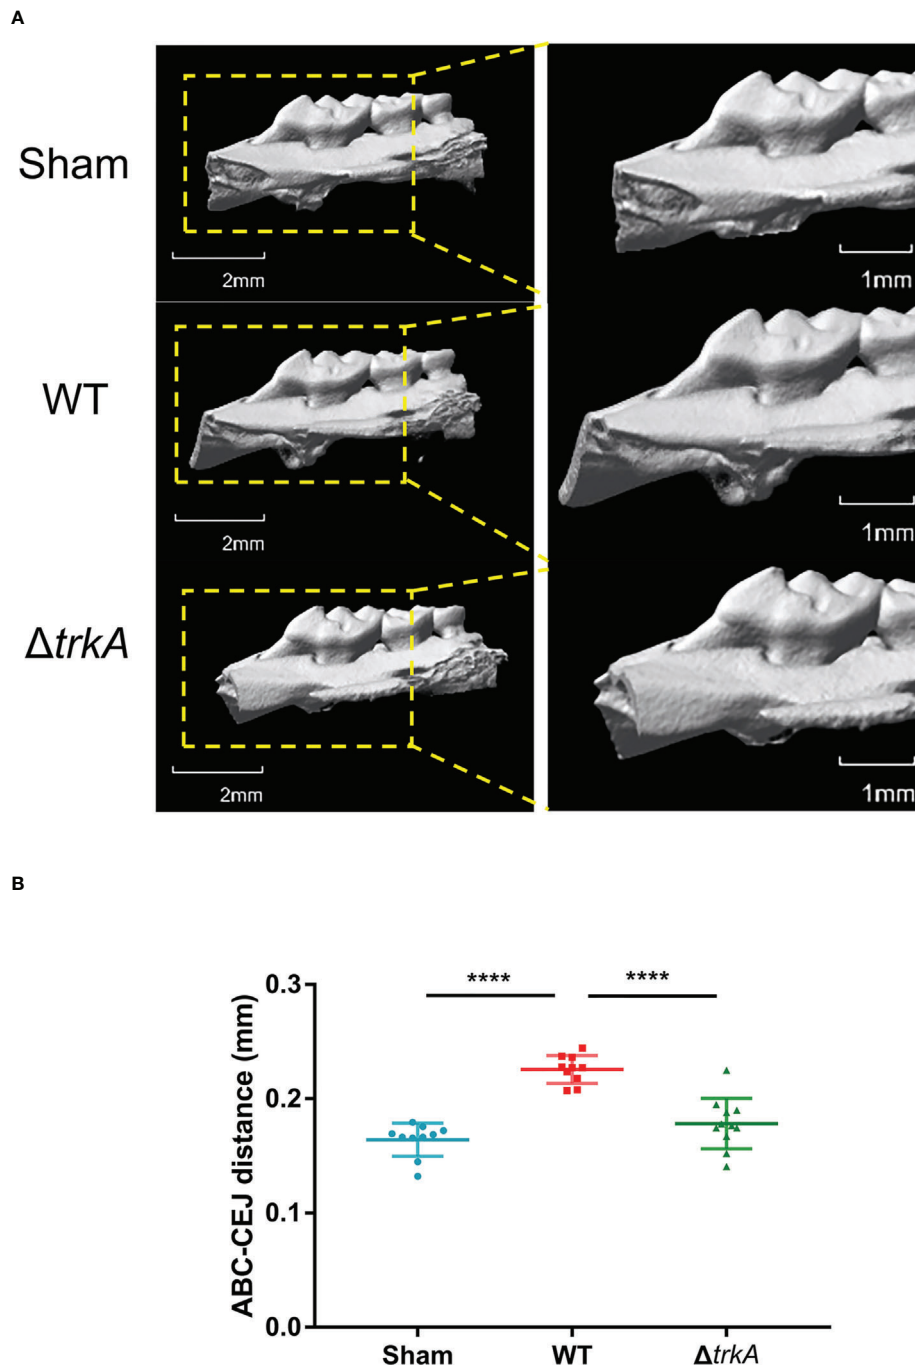 A
Sham
2mm
1mm
WT
2mm
1mm
ΔtrkA
2mm
1mm
B
**** ****
ABC-CEJ distance (mm)
0.3
0.2
0.1
0.0
Sham WT ΔtrkA